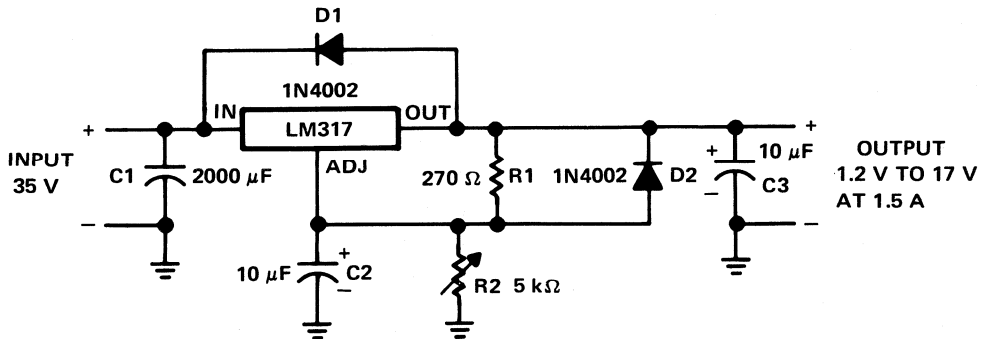 D1
1N4002
IN
OUT
LM317
ADJ
+
INPUT
35 V
−
C1
2000 μF
270 Ω
R1
1N4002
D2
+
10 μF
−
C3
+
OUTPUT
1.2 V TO 17 V
AT 1.5 A
−
10 μF
+
C2
−
R2 5 kΩ